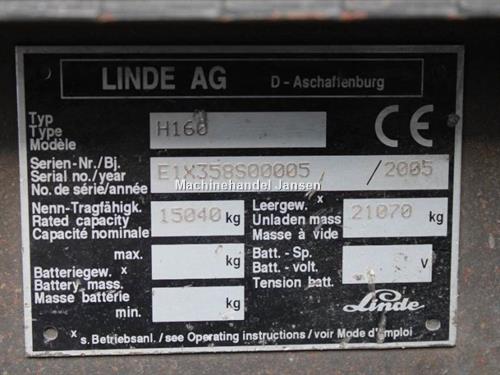 LINDE AG D - Aschaffenburg
Typ
Type H160
Modèle
Serien-Nr./Bj.
Serial no./year E1X358S00005 / 2005
No. de série/année
Machinehandel Jansen
Nenn-Tragfähigk. Leergew. x
Rated capacity 15040 kg Unladen mass 21070 kg
Capacité nominale Masse à vide
max. kg Batt. - Sp.
Batteriegew. x Batt. - volt. V
Battery mass. Tension batt.
Masse batterie
min. kg Linde
x s. Betriebsanl. / see Operating instructions / voir Mode d'emploi
CE